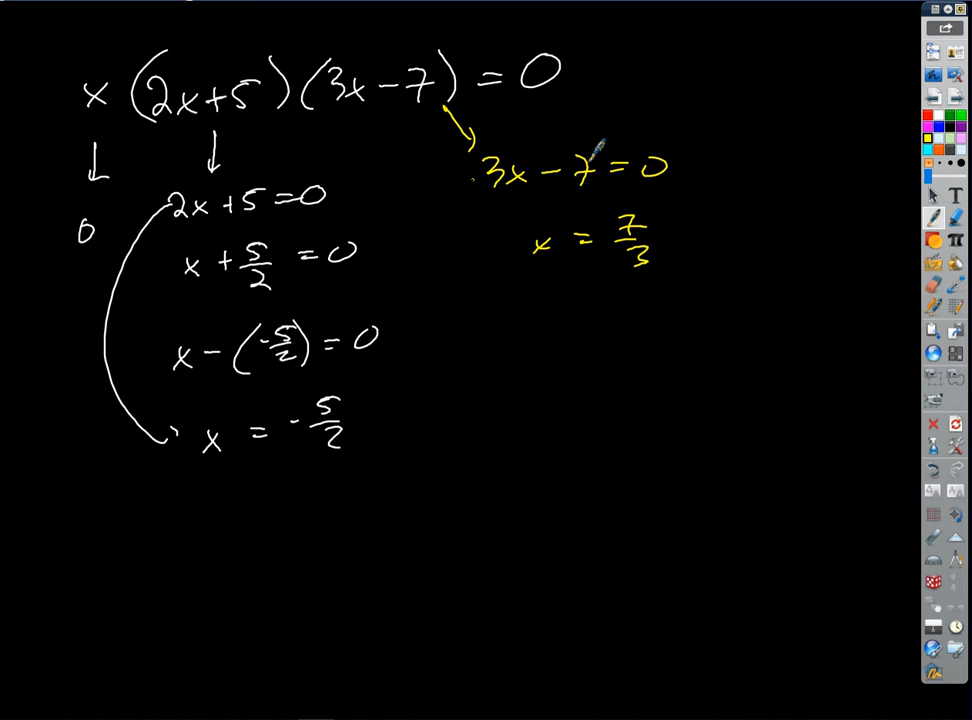 x (2x+5) (3x-7) = 0
2x+5=0
0
x + 5/2 = 0
x - (-5/2) = 0
x = -5/2
3x-7=0
x = 7/3
T
π